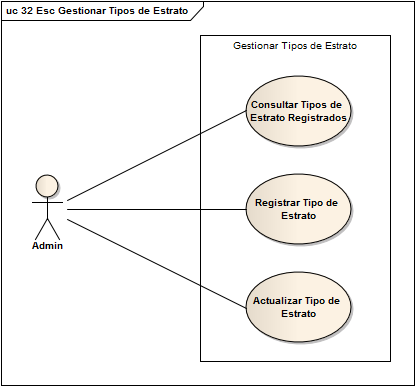 uc 32 Esc Gestionar Tipos de Estrato
Gestionar Tipos de Estrato
Consultar Tipos de
Estrato Registrados
Registrar Tipo de
Estrato
Admin
Actualizar Tipo de
Estrato